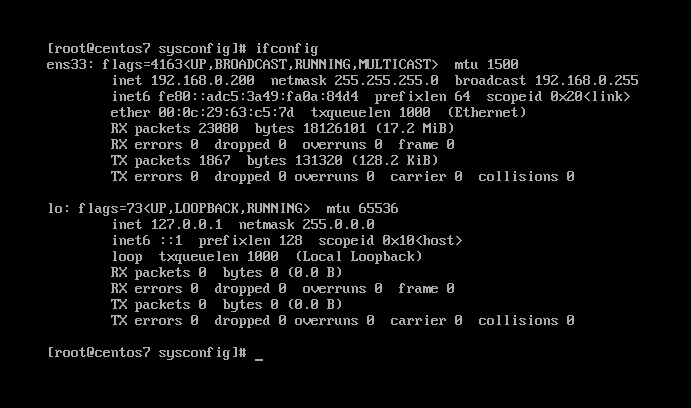 [root@centos7 sysconfig]# ifconfig
ens33: flags=4163<UP,BROADCAST,RUNNING,MULTICAST>  mtu 1500
        inet 192.168.0.200  netmask 255.255.255.0  broadcast 192.168.0.255
        inet6 fe80::adc5:3a49:fa0a:84d4  prefixlen 64  scopeid 0x20<link>
        ether 00:0c:29:63:c5:7d  txqueuelen 1000  (Ethernet)
        RX packets 23080  bytes 18126101 (17.2 MiB)
        RX errors 0  dropped 0  overruns 0  frame 0
        TX packets 1867  bytes 131320 (128.2 KiB)
        TX errors 0  dropped 0 overruns 0  carrier 0  collisions 0

lo: flags=73<UP,LOOPBACK,RUNNING>  mtu 65536
        inet 127.0.0.1  netmask 255.0.0.0
        inet6 ::1  prefixlen 128  scopeid 0x10<host>
        loop  txqueuelen 1000  (Local Loopback)
        RX packets 0  bytes 0 (0.0 B)
        RX errors 0  dropped 0  overruns 0  frame 0
        TX packets 0  bytes 0 (0.0 B)
        TX errors 0  dropped 0 overruns 0  carrier 0  collisions 0

[root@centos7 sysconfig]# _